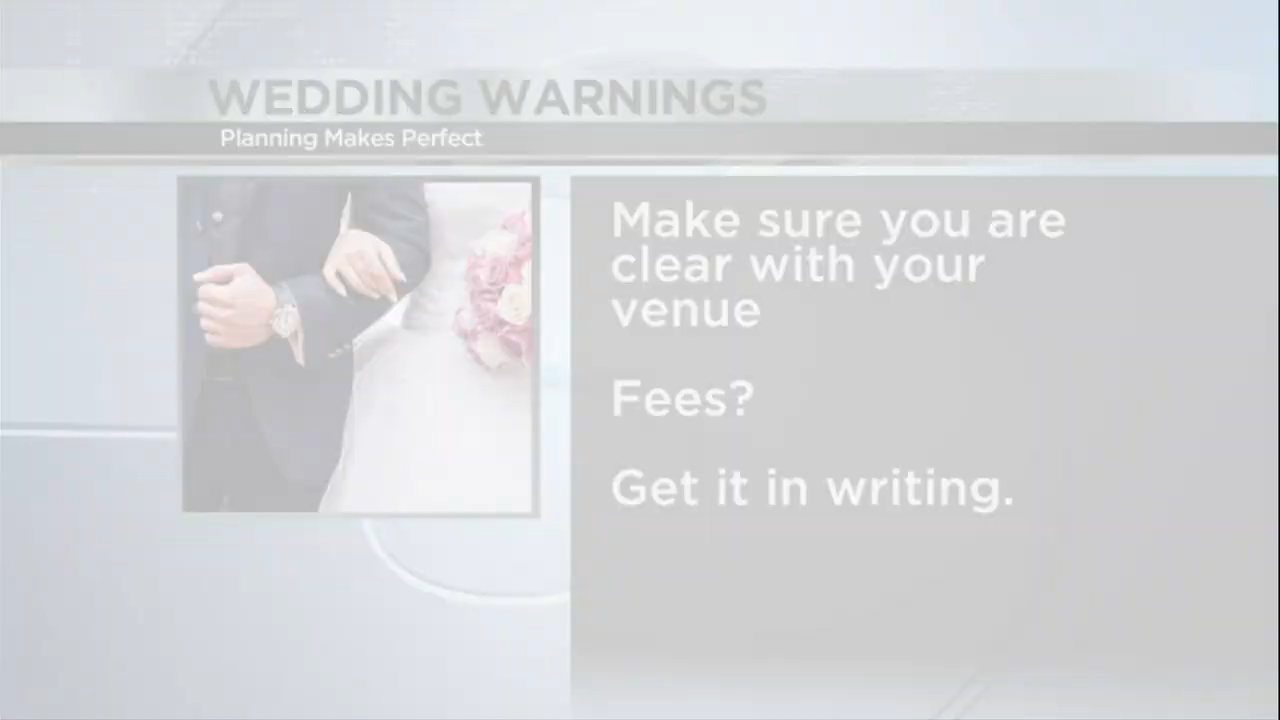 WEDDING WARNINGS
Planning Makes Perfect
Make sure you are
clear with your
venue
Fees?
Get it in writing.